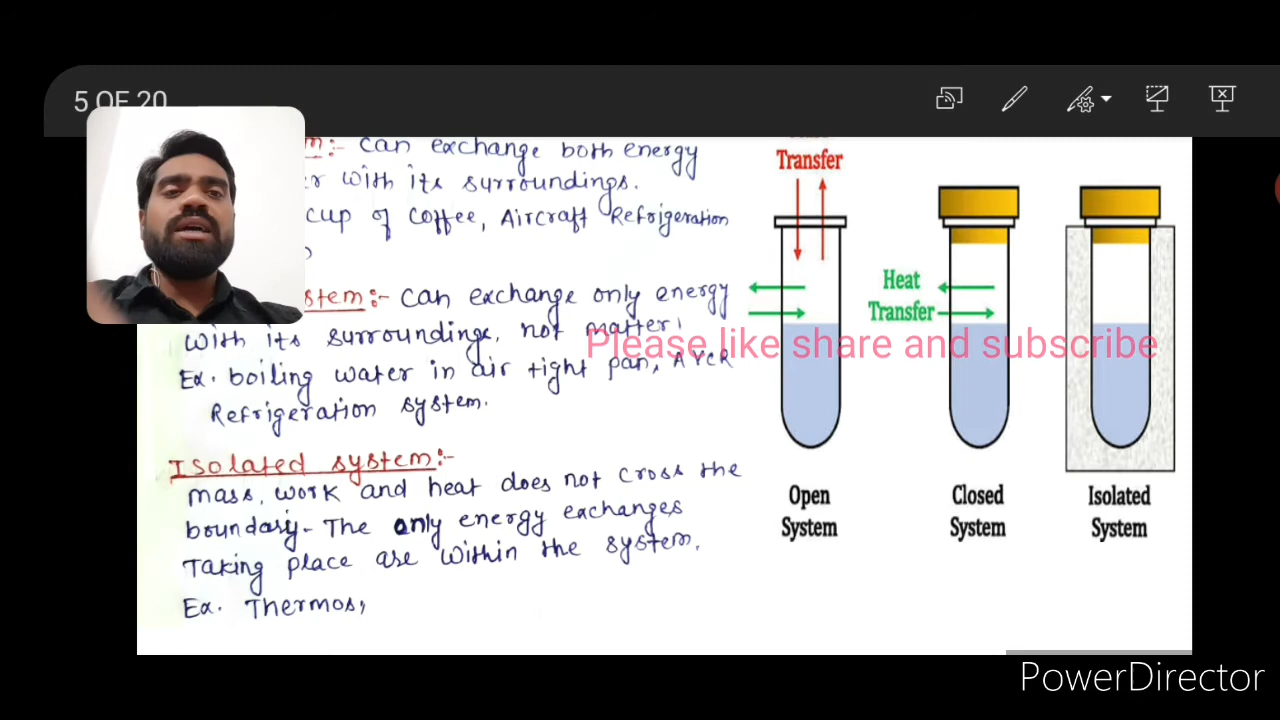 5 OF 20
m:- can exchange both energy
r with its surroundings.
cup of coffee, Aircraft Refrigeration
stem:- can exchange only energy
with its surroundings, not matter.
Ex. boiling water in air tight pan,
Refrigeration system.
Isolated system:-
mass, work and heat does not cross the
boundary- The only energy exchanges
Taking place are within the system.
Ex. Thermos,
Transfer
Heat
Transfer
Please like share and subscribe
Open
System
Closed
System
Isolated
System
PowerDirector